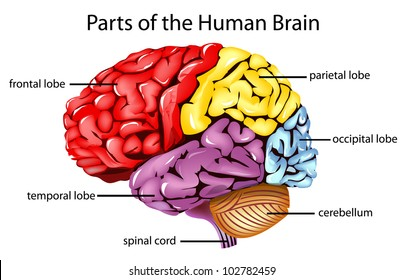 Parts of the Human Brain
frontal lobe
parietal lobe
occipital lobe
temporal lobe
cerebellum
spinal cord
shutterstock.com · 102782459